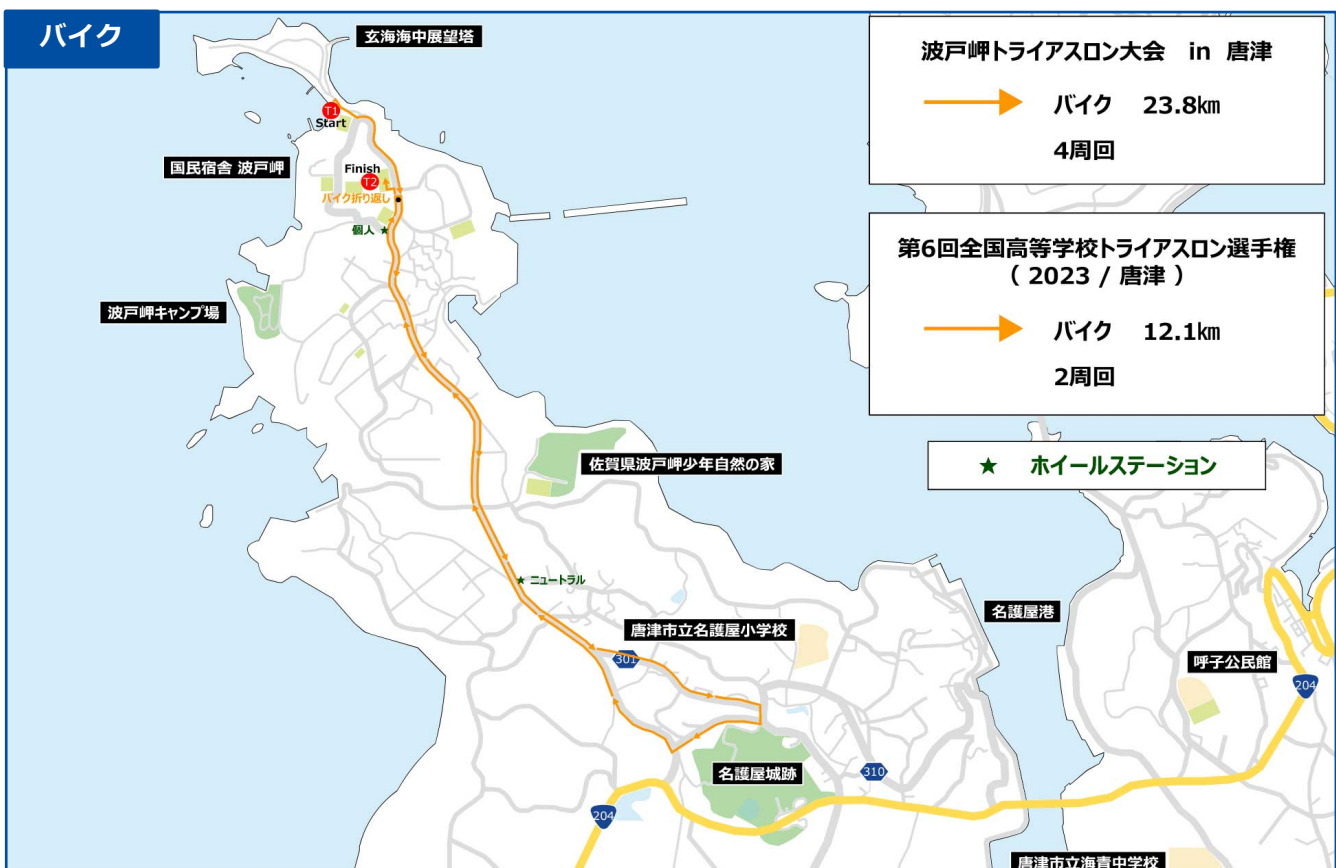 バイク
玄海海中展望塔
波戸岬トライアスロン大会 in 唐津
バイク 23.8㎞
4周回
T1
Start
国民宿舎 波戸岬
Finish
T2
バイク折り返し
個人 ★
第6回全国高等学校トライアスロン選手権
( 2023 / 唐津 )
バイク 12.1㎞
2周回
波戸岬キャンプ場
★ ホイールステーション
佐賀県波戸岬少年自然の家
★ ニュートラル
名護屋港
唐津市立名護屋小学校
301
呼子公民館
204
名護屋城跡
310
204
唐津市立海青中学校